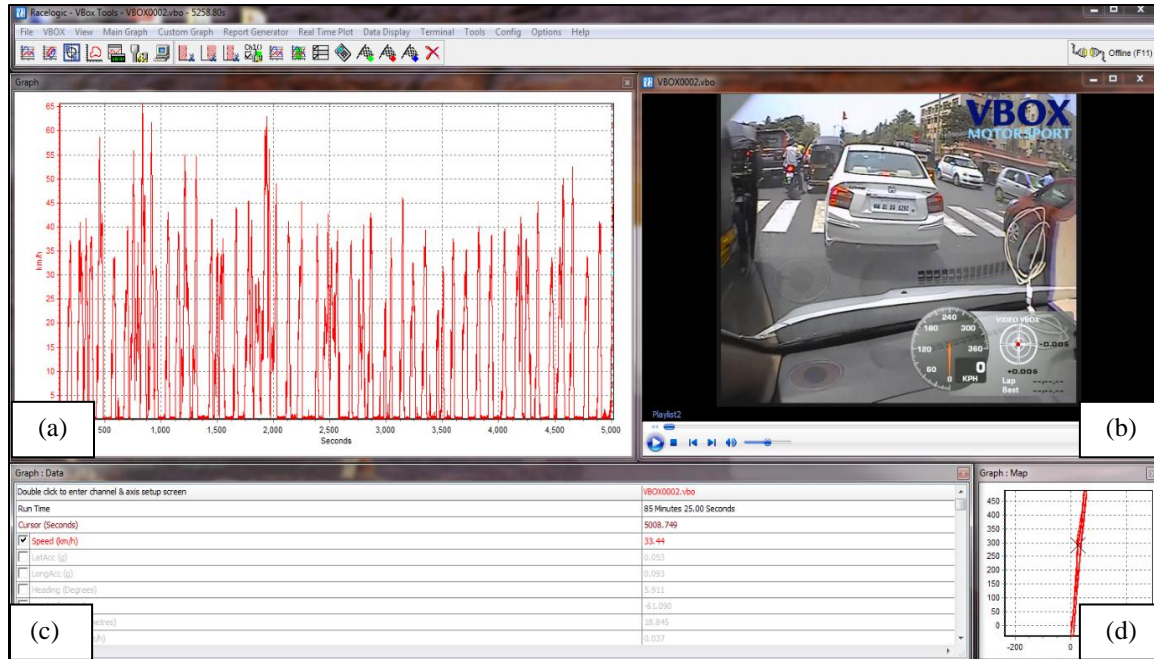 Racelogic - VBox Tools - VBOX0002.vbo - 5258.80s
File VBOX View Main Graph Custom Graph Report Generator Real Time Plot Data Display Terminal Tools Config Options Help
Offline (F11)
Graph
65
60
55
50
45
40
35
30
25
20
15
10
5
km/h
500 1,000 1,500 2,000 2,500 3,000 3,500 4,000 4,500 5,000
Seconds
(a)
VBOX0002.vbo
VBOX
MOTORSPORT
60
120
180
240
300
360
0
0
KPH
VIDEO VBOX
-0.00G
+0.00G
Lap --:--.--
Best --:--.--
Playlist2
(b)
Graph : Data
Double click to enter channel & axis setup screen VBOX0002.vbo
Run Time 85 Minutes 25.00 Seconds
Cursor (Seconds) 5008.749
Speed (km/h) 33.44
LatAcc (g) 0.053
LongAcc (g) 0.093
Heading (Degrees) 5.911
-61.090
18.845
0.037
(c)
Graph : Map
450
400
350
300
250
200
150
100
50
0
-200 0
(d)